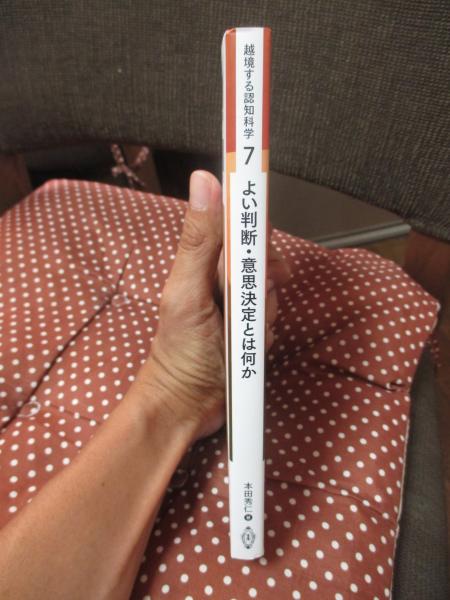 越境する認知科学
7
よい判断・意思決定とは何か
本田秀仁 著